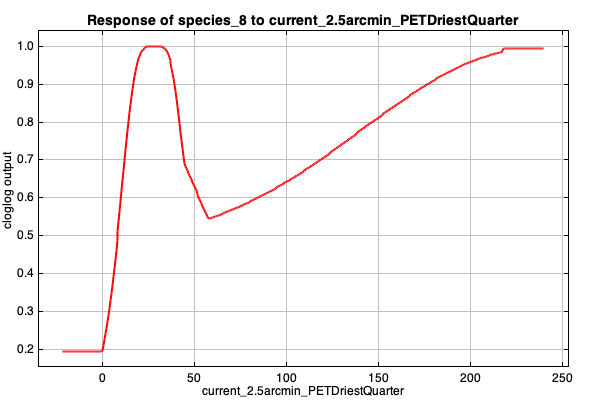 Response of species_8 to current_2.5arcmin_PETDriestQuarter
cloglog output
1.0
0.9
0.8
0.7
0.6
0.5
0.4
0.3
0.2
0 50 100 150 200 250
current_2.5arcmin_PETDriestQuarter